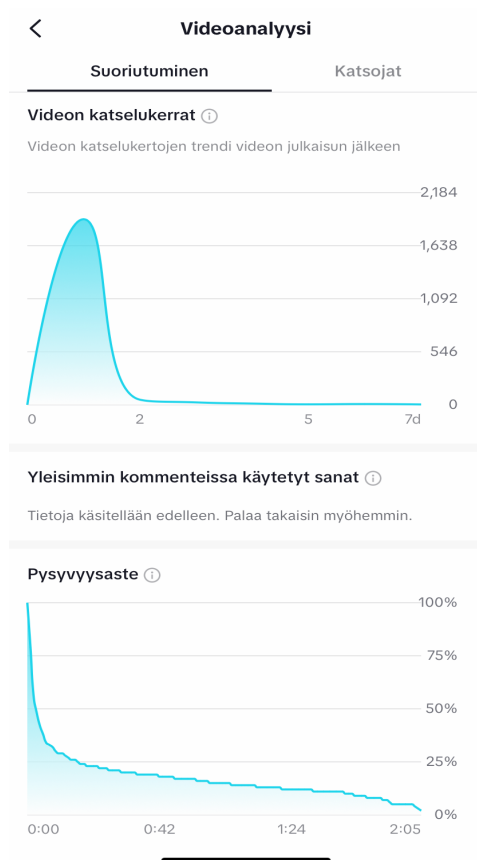 Videoanalyysi
Suoriutuminen Katsojat
Videon katselukerrat
Videon katselukertojen trendi videon julkaisun jälkeen
2,184
1,638
1,092
546
0
0 2 5 7d
Yleisimmin kommenteissa käytetyt sanat
Tietoja käsitellään edelleen. Palaa takaisin myöhemmin.
Pysyvyysaste
100%
75%
50%
25%
0%
0:00 0:42 1:24 2:05